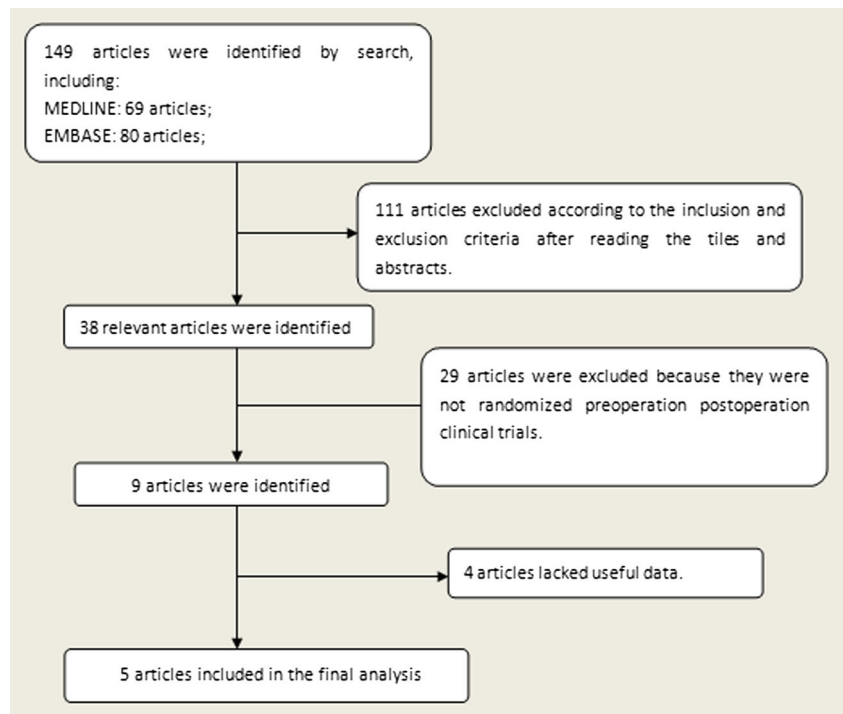 149 articles were identified by search,
including:
MEDLINE: 69 articles;
EMBASE: 80 articles;
111 articles excluded according to the inclusion and
exclusion criteria after reading the tiles and
abstracts.
38 relevant articles were identified
29 articles were excluded because they were
not randomized preoperation postoperation
clinical trials.
9 articles were identified
4 articles lacked useful data.
5 articles included in the final analysis